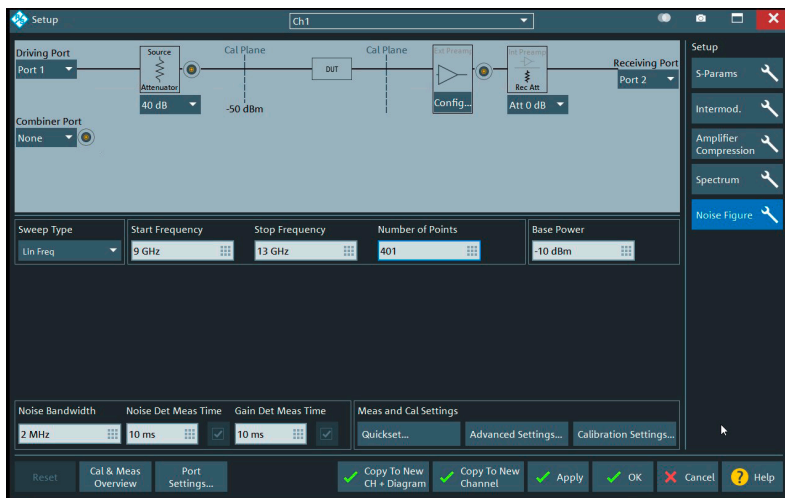 Setup
Ch1
Driving Port
Port 1
Source
Attenuator
40 dB
Cal Plane
-50 dBm
DUT
Cal Plane
Ext Preamp
Config...
Int Preamp
Rec Att
Att 0 dB
Receiving Port
Port 2
Combiner Port
None
Setup
S-Params
Intermod.
Amplifier
Compression
Spectrum
Noise Figure
Sweep Type
Lin Freq
Start Frequency
9 GHz
Stop Frequency
13 GHz
Number of Points
401
Base Power
-10 dBm
Noise Bandwidth
2 MHz
Noise Det Meas Time
10 ms
Gain Det Meas Time
10 ms
Meas and Cal Settings
Quickset...
Advanced Settings...
Calibration Settings...
Reset
Cal & Meas
Overview
Port
Settings...
Copy To New
CH + Diagram
Copy To New
Channel
Apply
OK
Cancel
? Help